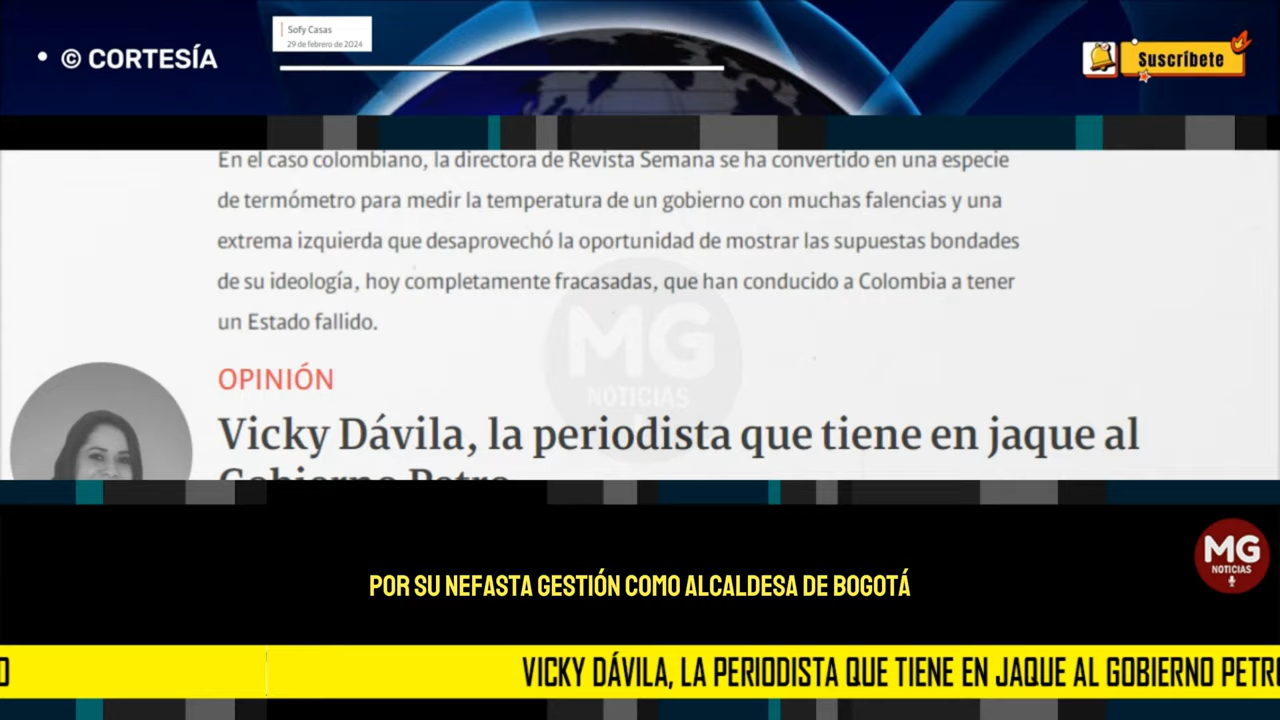 Sofy Casas
29 de febrero de 2024
• © CORTESÍA
Suscríbete
En el caso colombiano, la directora de Revista Semana se ha convertido en una especie
de termómetro para medir la temperatura de un gobierno con muchas falencias y una
extrema izquierda que desaprovechó la oportunidad de mostrar las supuestas bondades
de su ideología, hoy completamente fracasadas, que han conducido a Colombia a tener
un Estado fallido.
MG
NOTICIAS
OPINIÓN
Vicky Dávila, la periodista que tiene en jaque al
Gobierno Petro
MG
NOTICIAS
POR SU NEFASTA GESTIÓN COMO ALCALDESA DE BOGOTÁ
O
VICKY DÁVILA, LA PERIODISTA QUE TIENE EN JAQUE AL GOBIERNO PETRO